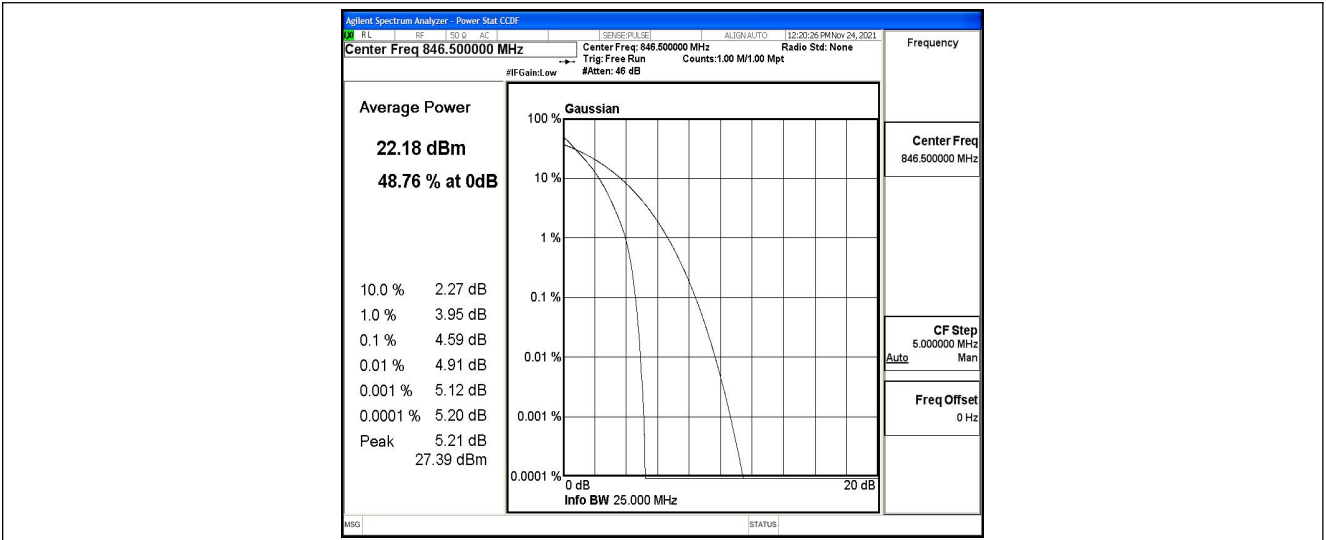 Agilent Spectrum Analyzer - Power Stat CCDF
LXI RL RF 50 Ω AC SENSE:PULSE ALIGN AUTO 12:20:26 PM Nov 24, 2021
Center Freq 846.500000 MHz
Center Freq: 846.500000 MHz Radio Std: None
Trig: Free Run Counts:1.00 M/1.00 Mpt
#IFGain:Low #Atten: 46 dB
Frequency
Average Power
22.18 dBm
48.76 % at 0dB
10.0 % 2.27 dB
1.0 % 3.95 dB
0.1 % 4.59 dB
0.01 % 4.91 dB
0.001 % 5.12 dB
0.0001 % 5.20 dB
Peak 5.21 dB
27.39 dBm
Gaussian
100 %
10 %
1 %
0.1 %
0.01 %
0.001 %
0.0001 %
0 dB 20 dB
Info BW 25.000 MHz
Center Freq
846.500000 MHz
CF Step
5.000000 MHz
Auto Man
Freq Offset
0 Hz
MSG STATUS